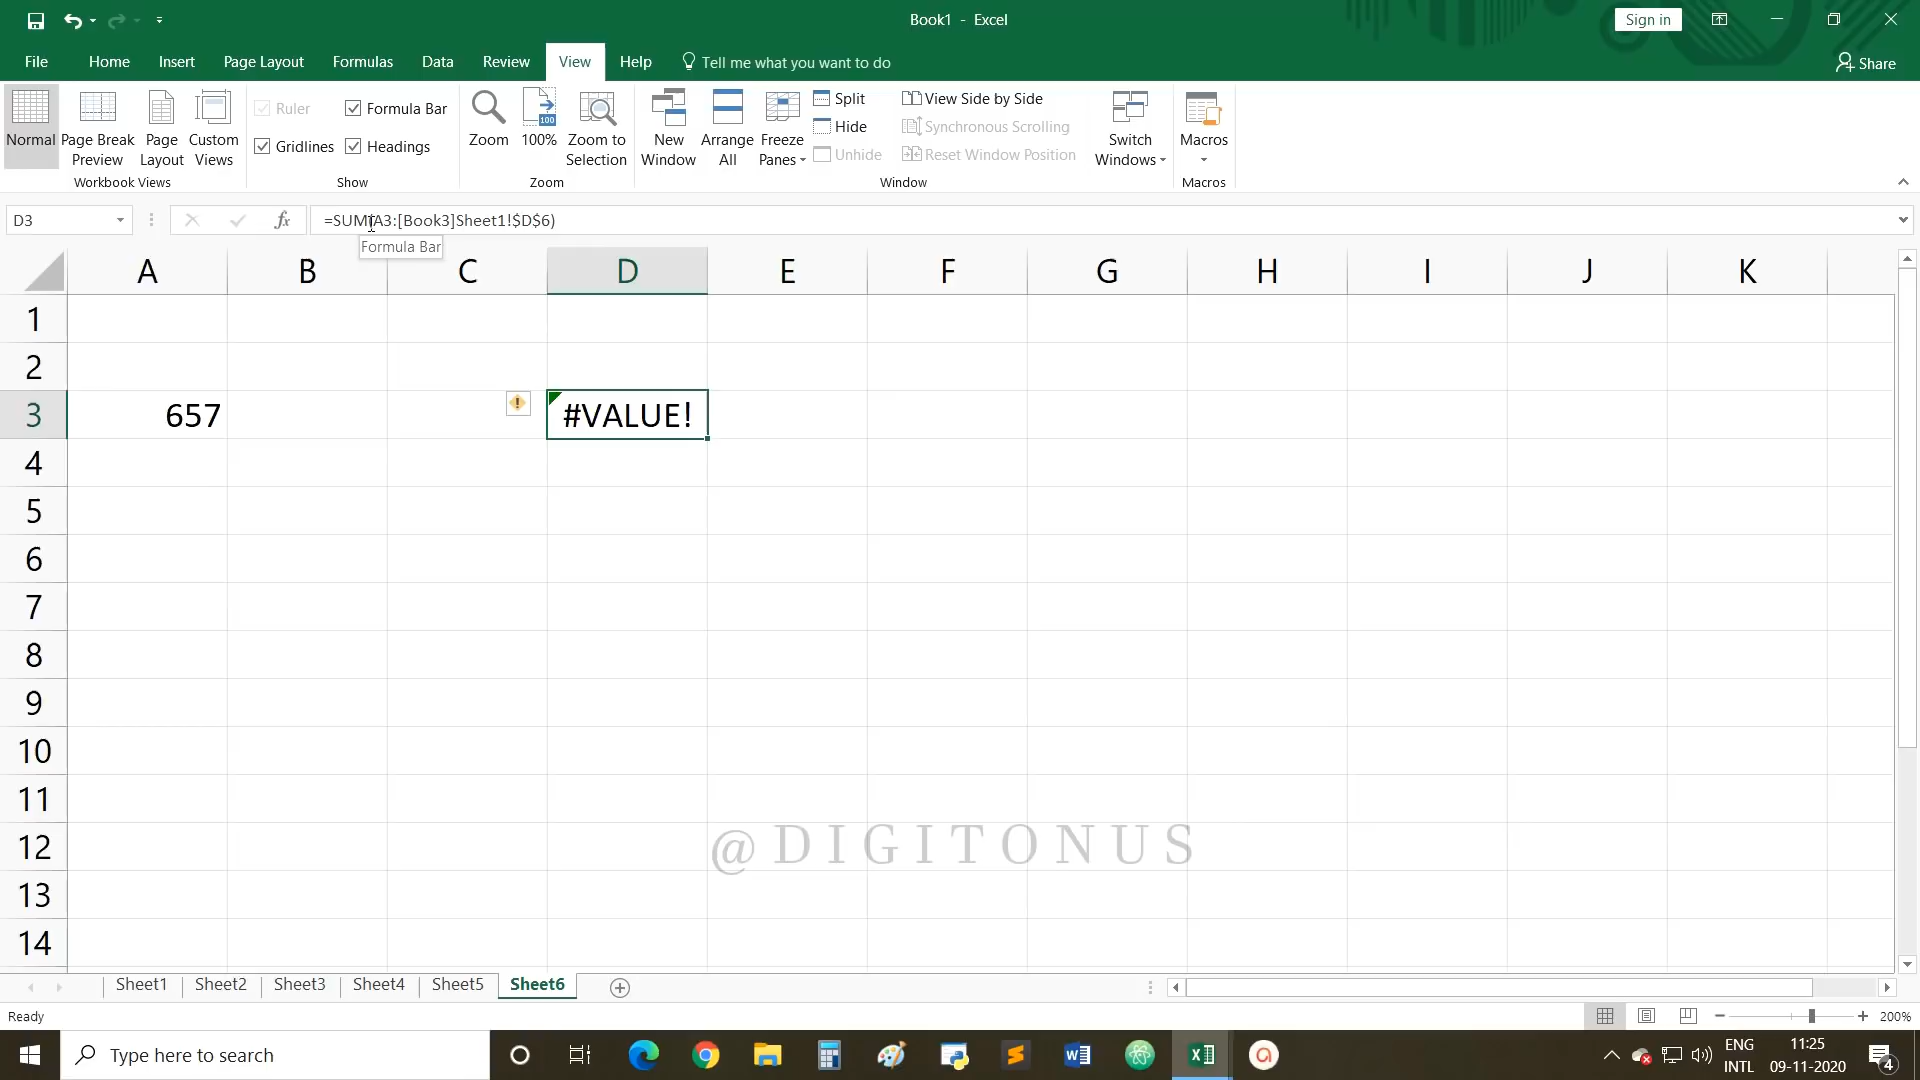 Book1 - Excel
Sign in
File Home Insert Page Layout Formulas Data Review View Help Tell me what you want to do
Share
Normal
Page Break Preview
Page Layout
Custom Views
Workbook Views
Ruler
Formula Bar
Gridlines
Headings
Show
Zoom
100
100%
Zoom to Selection
Zoom
New Window
Arrange All
Freeze Panes
Split
Hide
Unhide
View Side by Side
Synchronous Scrolling
Reset Window Position
Window
Switch Windows
Macros
Macros
D3
fx
=SUM(A3:[Book3]Sheet1!$D$6)
Formula Bar
A B C D E F G H I J K
1
2
3 657 #VALUE!
4
5
6
7
8
9
10
11
12
13
14
@DIGITONUS
Sheet1 Sheet2 Sheet3 Sheet4 Sheet5 Sheet6
Ready
200%
Type here to search
ENG
INTL
11:25
09-11-2020
4